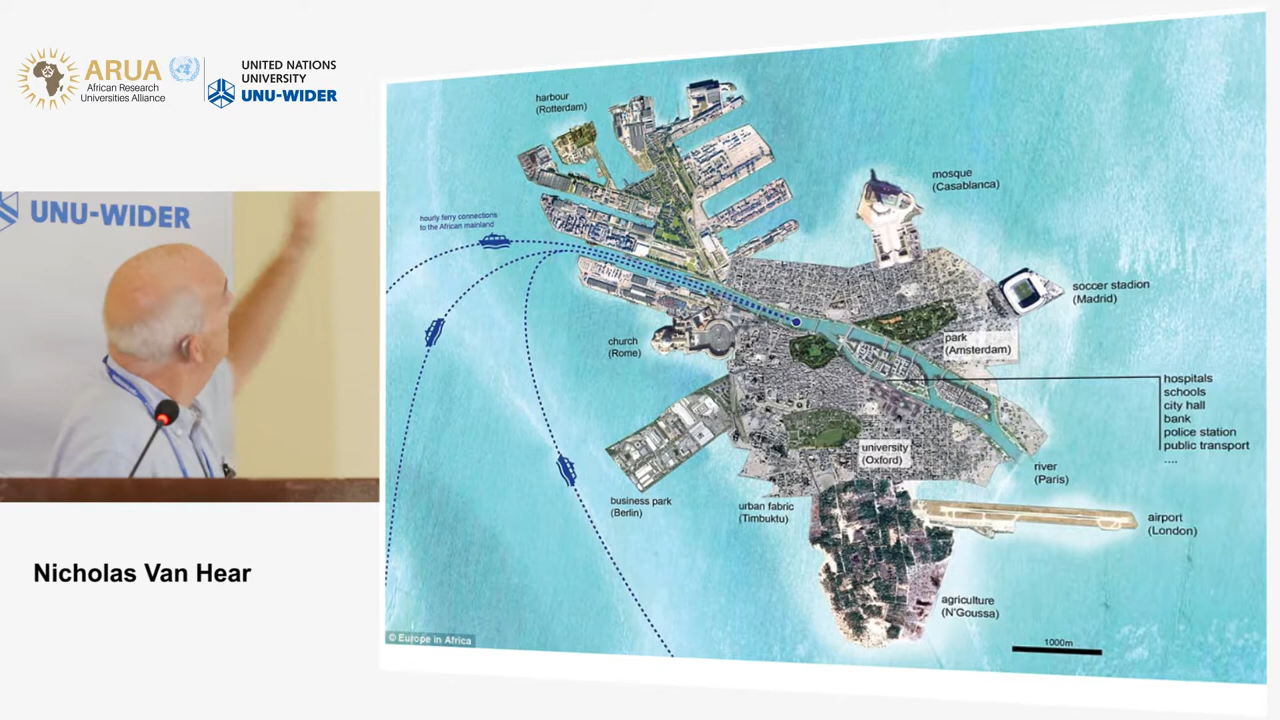 ARUA
African Research
Universities Alliance
UNITED NATIONS
UNIVERSITY
UNU-WIDER
UNU-WIDER
Nicholas Van Hear
harbour
(Rotterdam)
mosque
(Casablanca)
hourly ferry connections
to the African mainland
soccer stadion
(Madrid)
church
(Rome)
park
(Amsterdam)
hospitals
schools
city hall
bank
police station
public transport
....
university
(Oxford)
river
(Paris)
business park
(Berlin)
urban fabric
(Timbuktu)
airport
(London)
agriculture
(N'Goussa)
1000m
© Europe in Africa